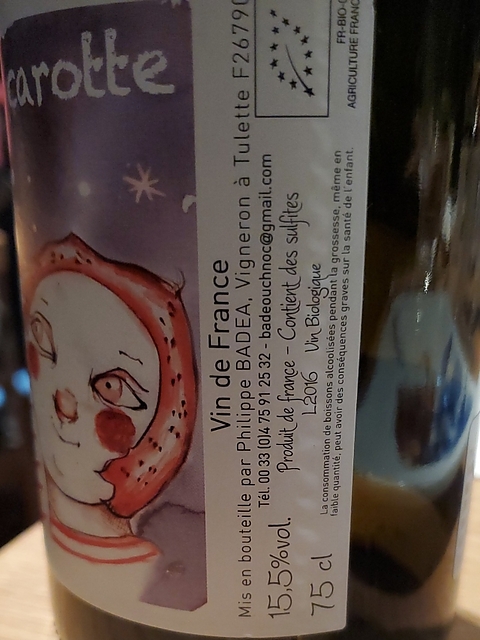 carotte
Vin de France
Mis en bouteille par Phillippe BADEA, Vigneron à Tulette F26790
Tél. 00 33 (0)4 75 91 25 32 - badeouchnoc@gmail.com
15,5%vol. Produit de france - Contient des sulfites
75 cl L2016 Vin Biologique
La consommation de boissons alcoolisées pendant la grossesse, même en
faible quantité, peut avoir des conséquences graves sur la santé de l'enfant.
FR-BIO-
AGRICULTURE FRANC